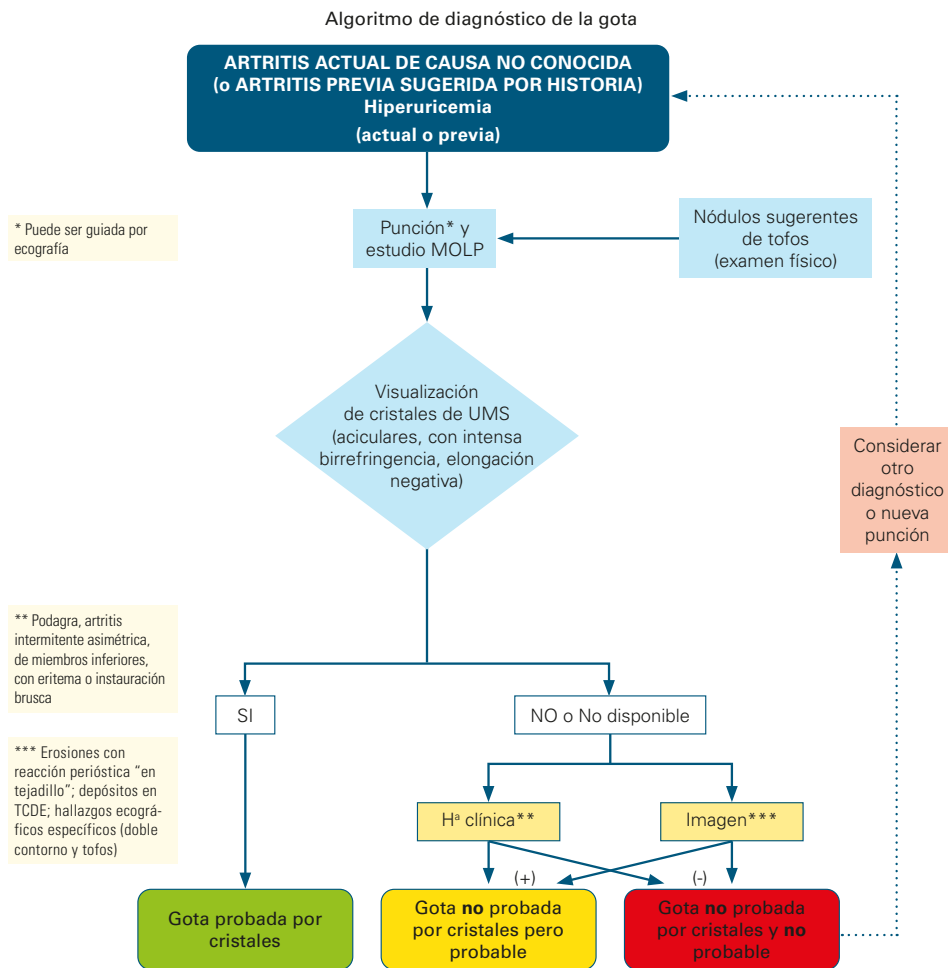 Algoritmo de diagnóstico de la gota
ARTRITIS ACTUAL DE CAUSA NO CONOCIDA
(o ARTRITIS PREVIA SUGERIDA POR HISTORIA)
Hiperuricemia
(actual o previa)
* Puede ser guiada por
ecografía
Punción* y
estudio MOLP
Nódulos sugerentes
de tofos
(examen físico)
Visualización
de cristales de UMS
(aciculares, con intensa
birrefringencia, elongación
negativa)
Considerar
otro
diagnóstico
o nueva
punción
** Podagra, artritis
intermitente asimétrica,
de miembros inferiores,
con eritema o instauración
brusca
SI
NO o No disponible
*** Erosiones con
reacción perióstica “en
tejadillo”; depósitos en
TCDE; hallazgos ecográ-
ficos específicos (doble
contorno y tofos)
Hª clínica**
Imagen***
(+)
(-)
Gota probada por
cristales
Gota no probada
por cristales pero
probable
Gota no probada
por cristales y no
probable